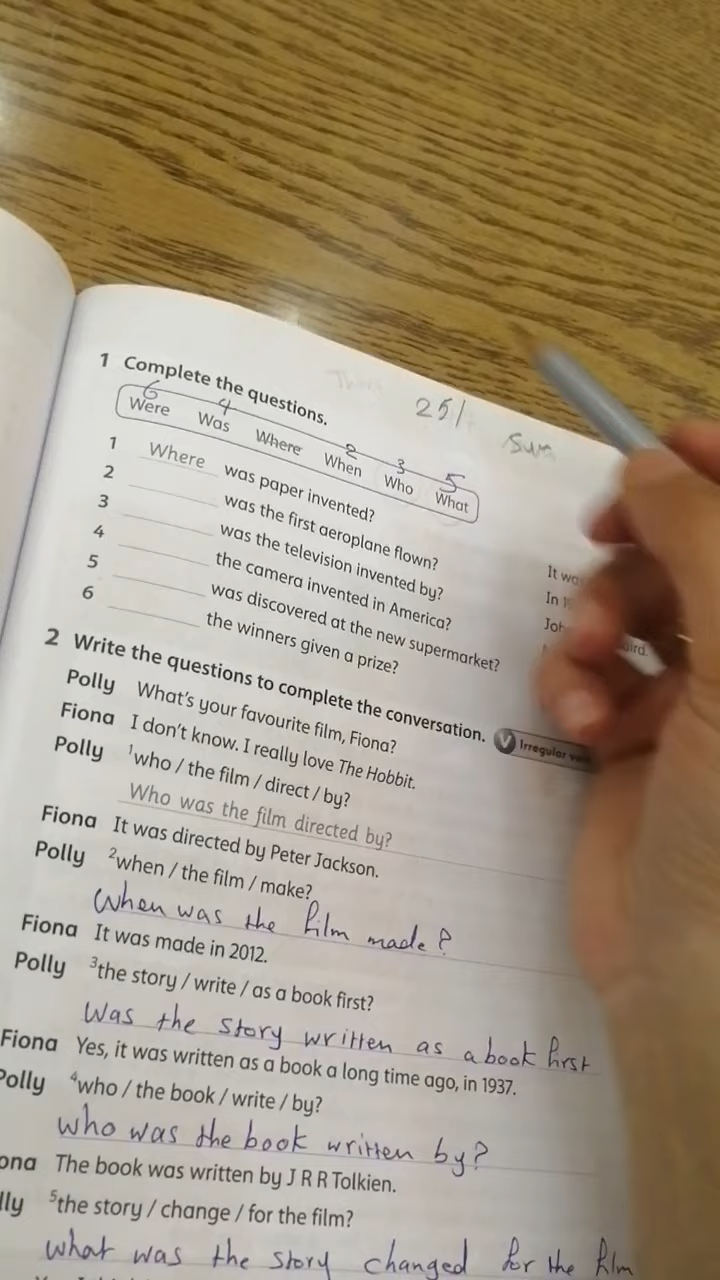 25/
1 Complete the questions.
6 4 2 3 5
Were Was Where When Who What
1 Where was paper invented?
2 was the first aeroplane flown?
3 was the television invented by?
4 the camera invented in America?
5 was discovered at the new supermarket?
6 the winners given a prize?
It
In
aird.
2 Write the questions to complete the conversation.
V Irregular
Polly What's your favourite film, Fiona?
Fiona I don't know. I really love The Hobbit.
Polly 1who / the film / direct / by?
Who was the film directed by?
Fiona It was directed by Peter Jackson.
Polly 2when / the film / make?
When was the film made?
Fiona It was made in 2012.
Polly 3the story / write / as a book first?
Was the story written as a book first
Fiona Yes, it was written as a book a long time ago, in 1937.
Polly 4who / the book / write / by?
who was the book written by?
ona The book was written by J R R Tolkien.
lly 5the story / change / for the film?
what was the story changed for the film